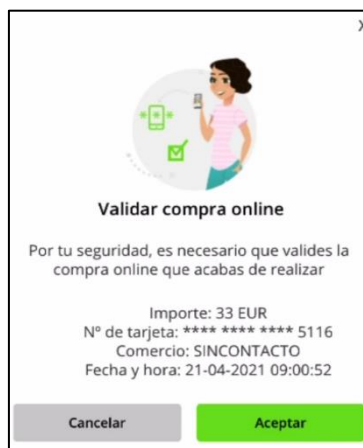 X
Validar compra online
Por tu seguridad, es necesario que valides la
compra online que acabas de realizar
Importe: 33 EUR
Nº de tarjeta: **** **** **** 5116
Comercio: SINCONTACTO
Fecha y hora: 21-04-2021 09:00:52
Cancelar Aceptar